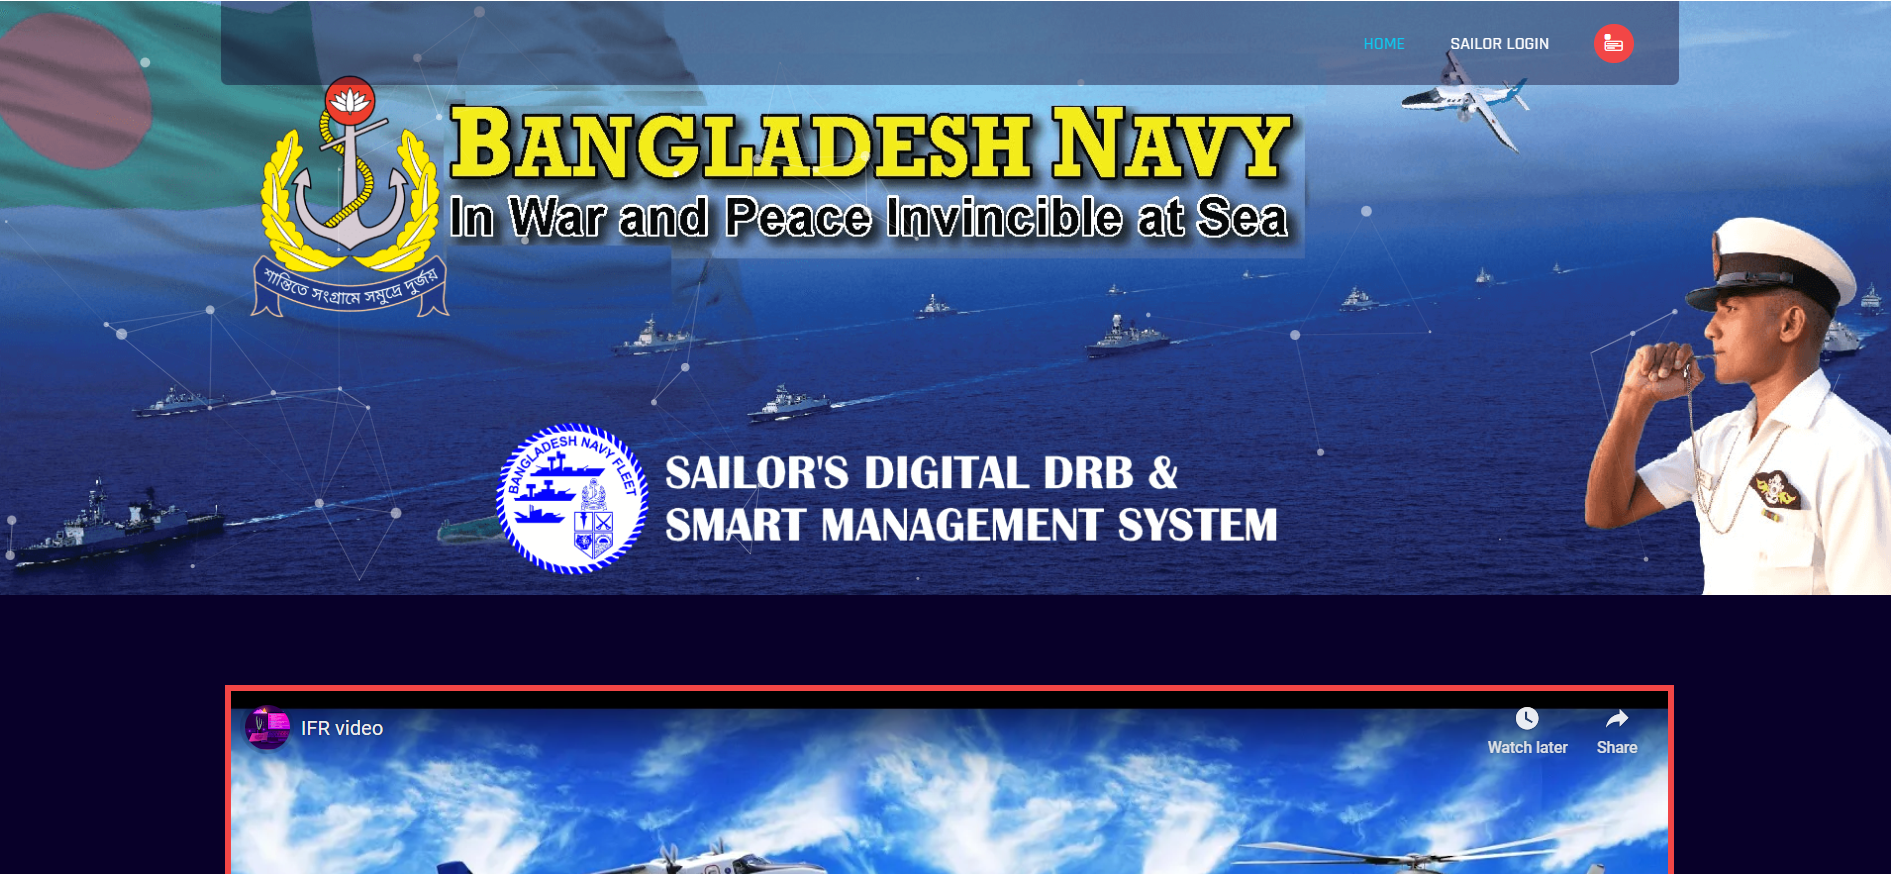 HOME
SAILOR LOGIN
BANGLADESH NAVY
In War and Peace Invincible at Sea
শান্তিতে সংগ্রামে সমুদ্রে দুর্জয়
BANGLADESH NAVY FLEET
SAILOR'S DIGITAL DRB &
SMART MANAGEMENT SYSTEM
IFR video
Watch later
Share